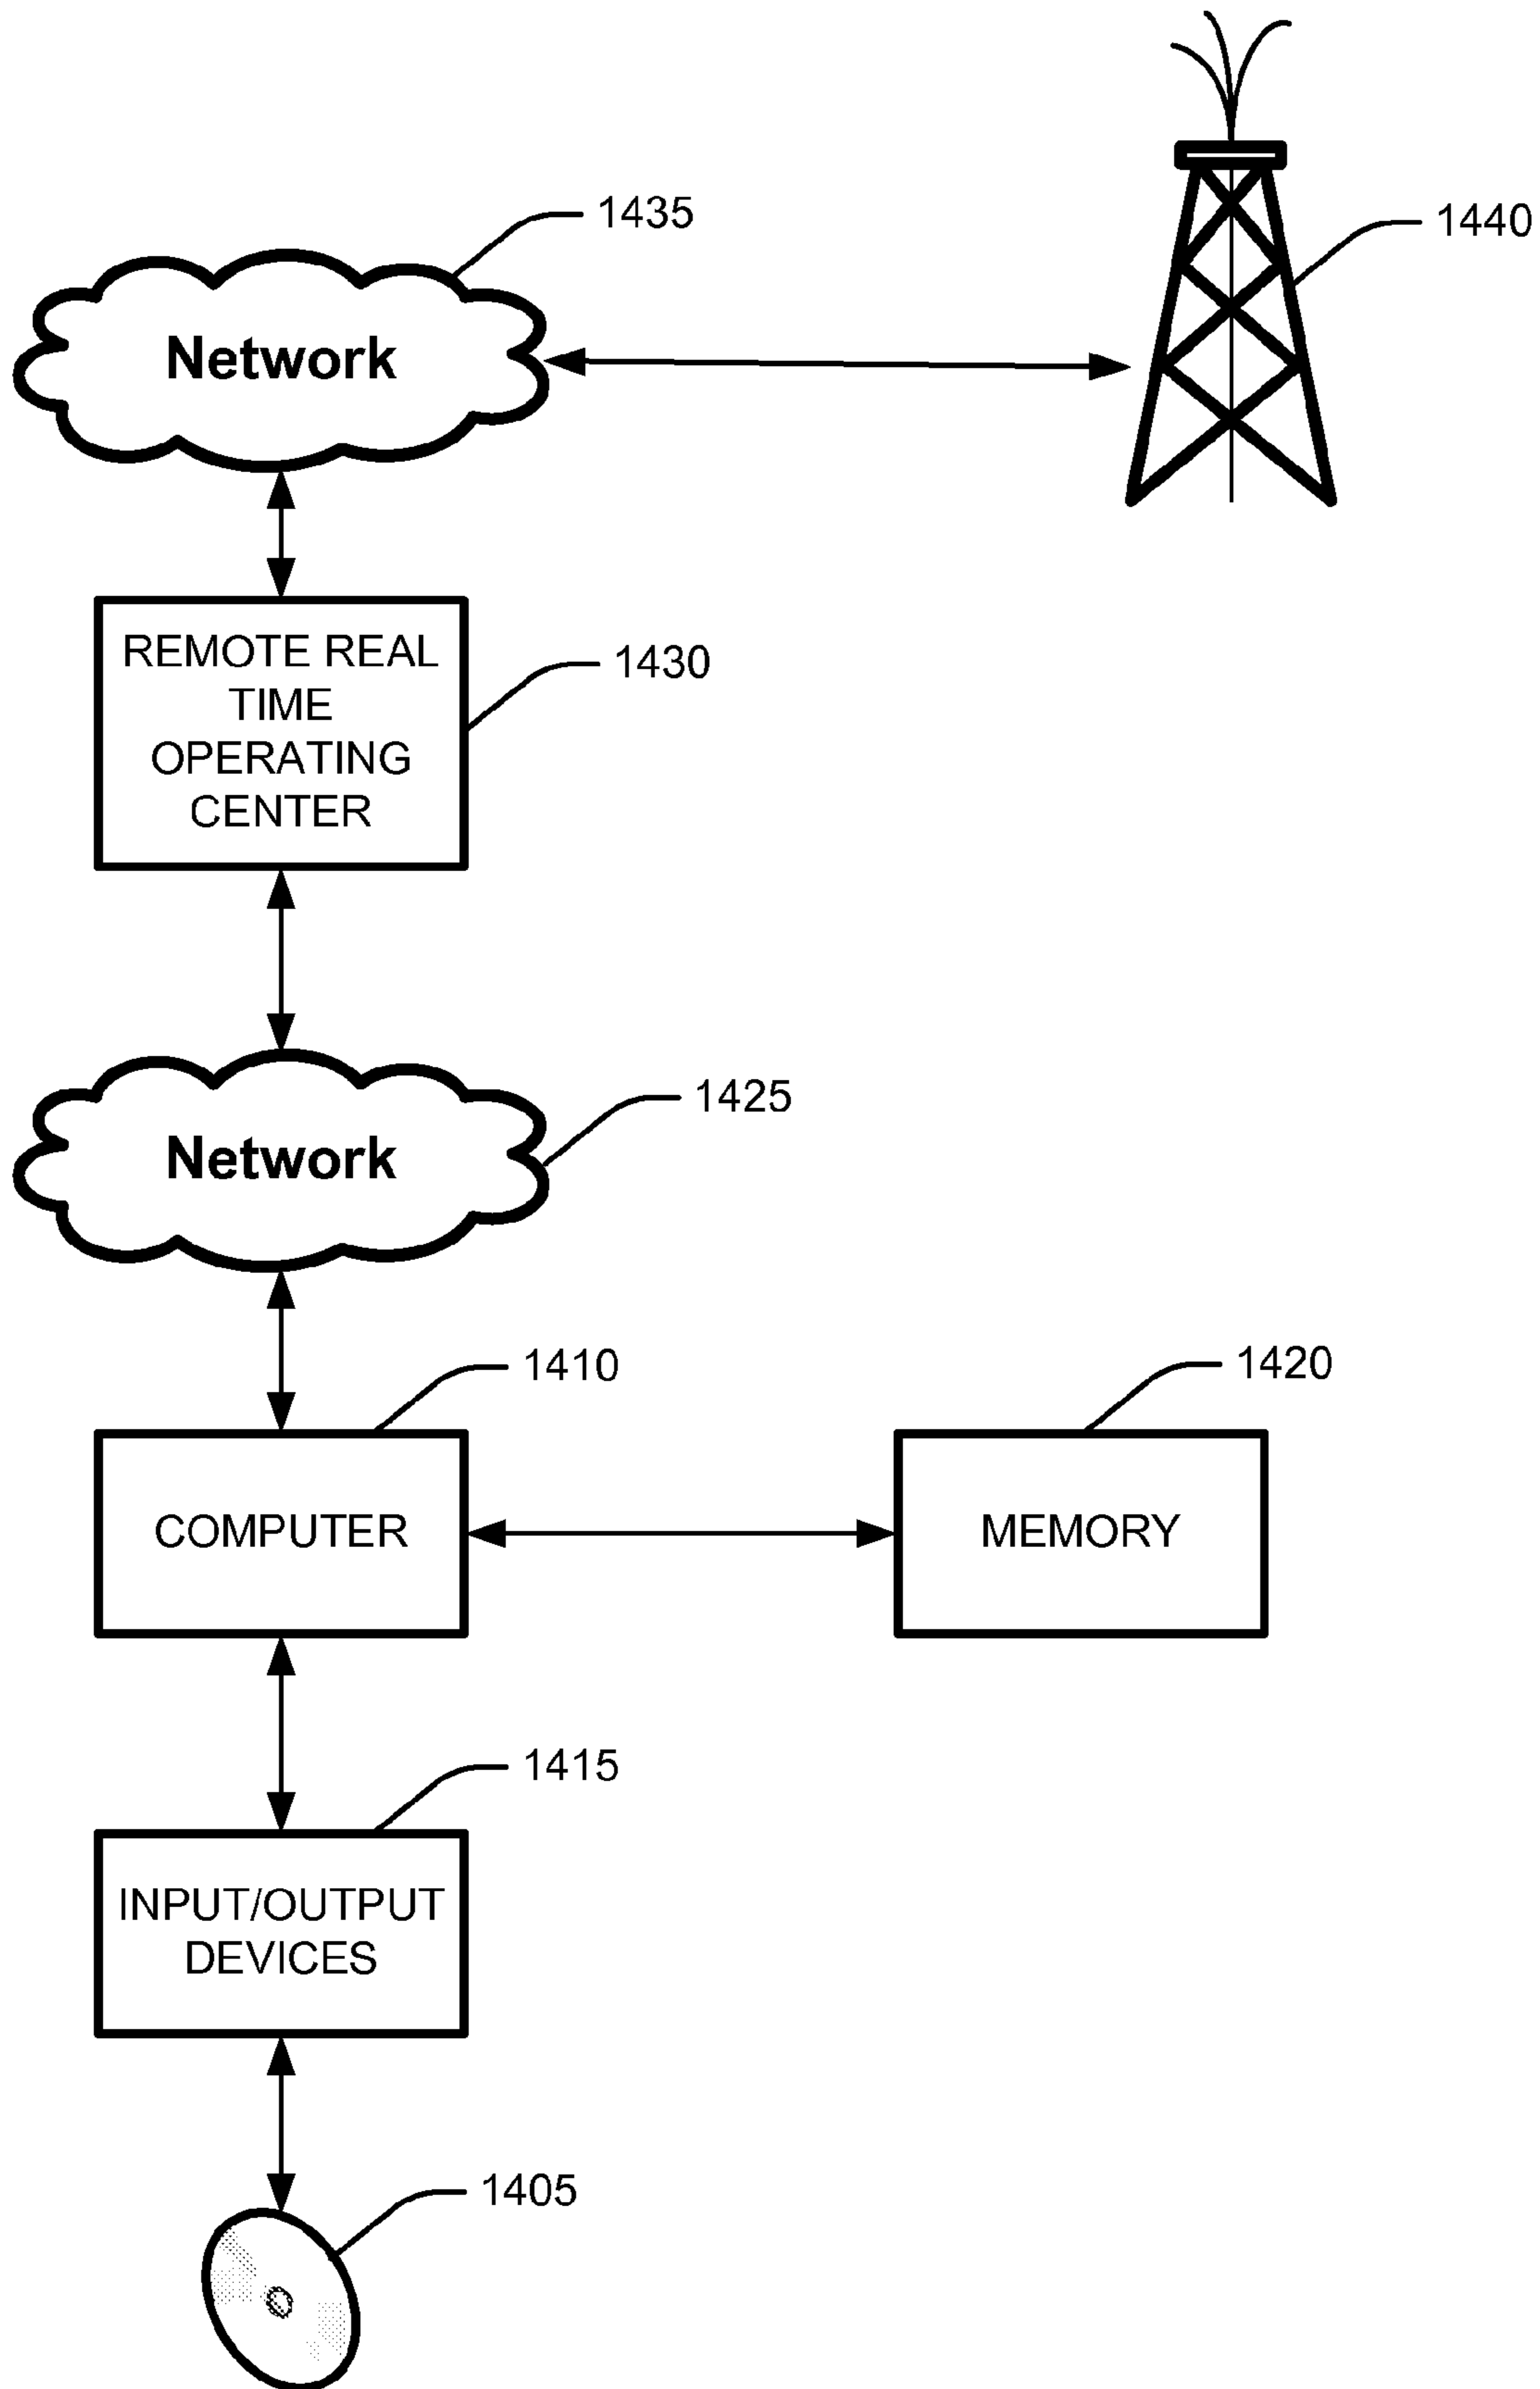 1435
1440
Network
REMOTE REAL
TIME
OPERATING
CENTER
1430
1425
Network
1410
1420
COMPUTER
MEMORY
1415
INPUT/OUTPUT
DEVICES
1405